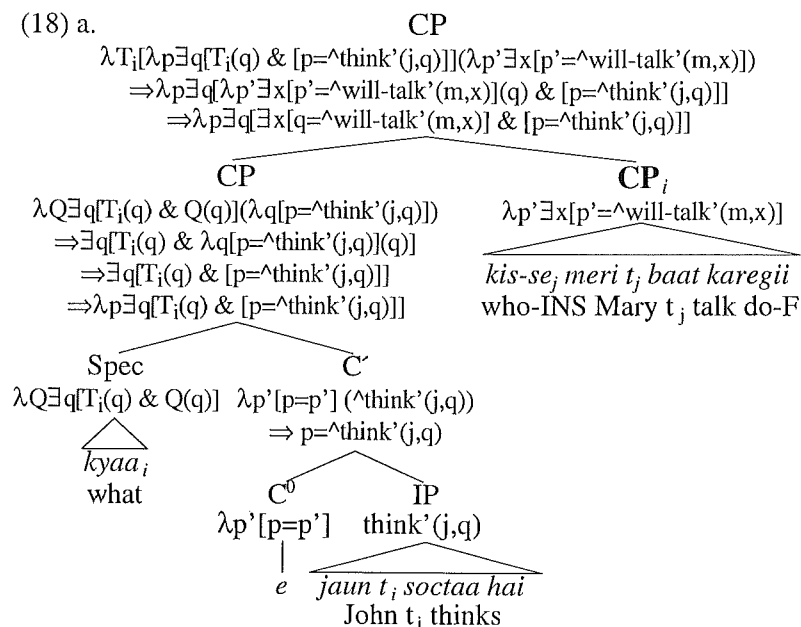 (18) a. CP
λTᵢ[λp∃q[Tᵢ(q) & [p=^think’(j,q)]](λp’∃x[p’=^will-talk’(m,x)])
⇒λp∃q[λp’∃x[p’=^will-talk’(m,x)](q) & [p=^think’(j,q)]]
⇒λp∃q[∃x[q=^will-talk’(m,x)] & [p=^think’(j,q)]]
CP CPᵢ
λQ∃q[Tᵢ(q) & Q(q)](λq[p=^think’(j,q)]) λp’∃x[p’=^will-talk’(m,x)]
⇒∃q[Tᵢ(q) & λq[p=^think’(j,q)](q)]
⇒∃q[Tᵢ(q) & [p=^think’(j,q)]]
⇒λp∃q[Tᵢ(q) & [p=^think’(j,q)]]
kis-seⱼ meri tⱼ baat karegii
who-INS Mary tⱼ talk do-F
Spec C′
λQ∃q[Tᵢ(q) & Q(q)] λp’[p=p’] (^think’(j,q))
⇒ p=^think’(j,q)
kyaaᵢ
what
C⁰ IP
λp’[p=p’] think’(j,q)
e jaun tᵢ soctaa hai
John tᵢ thinks